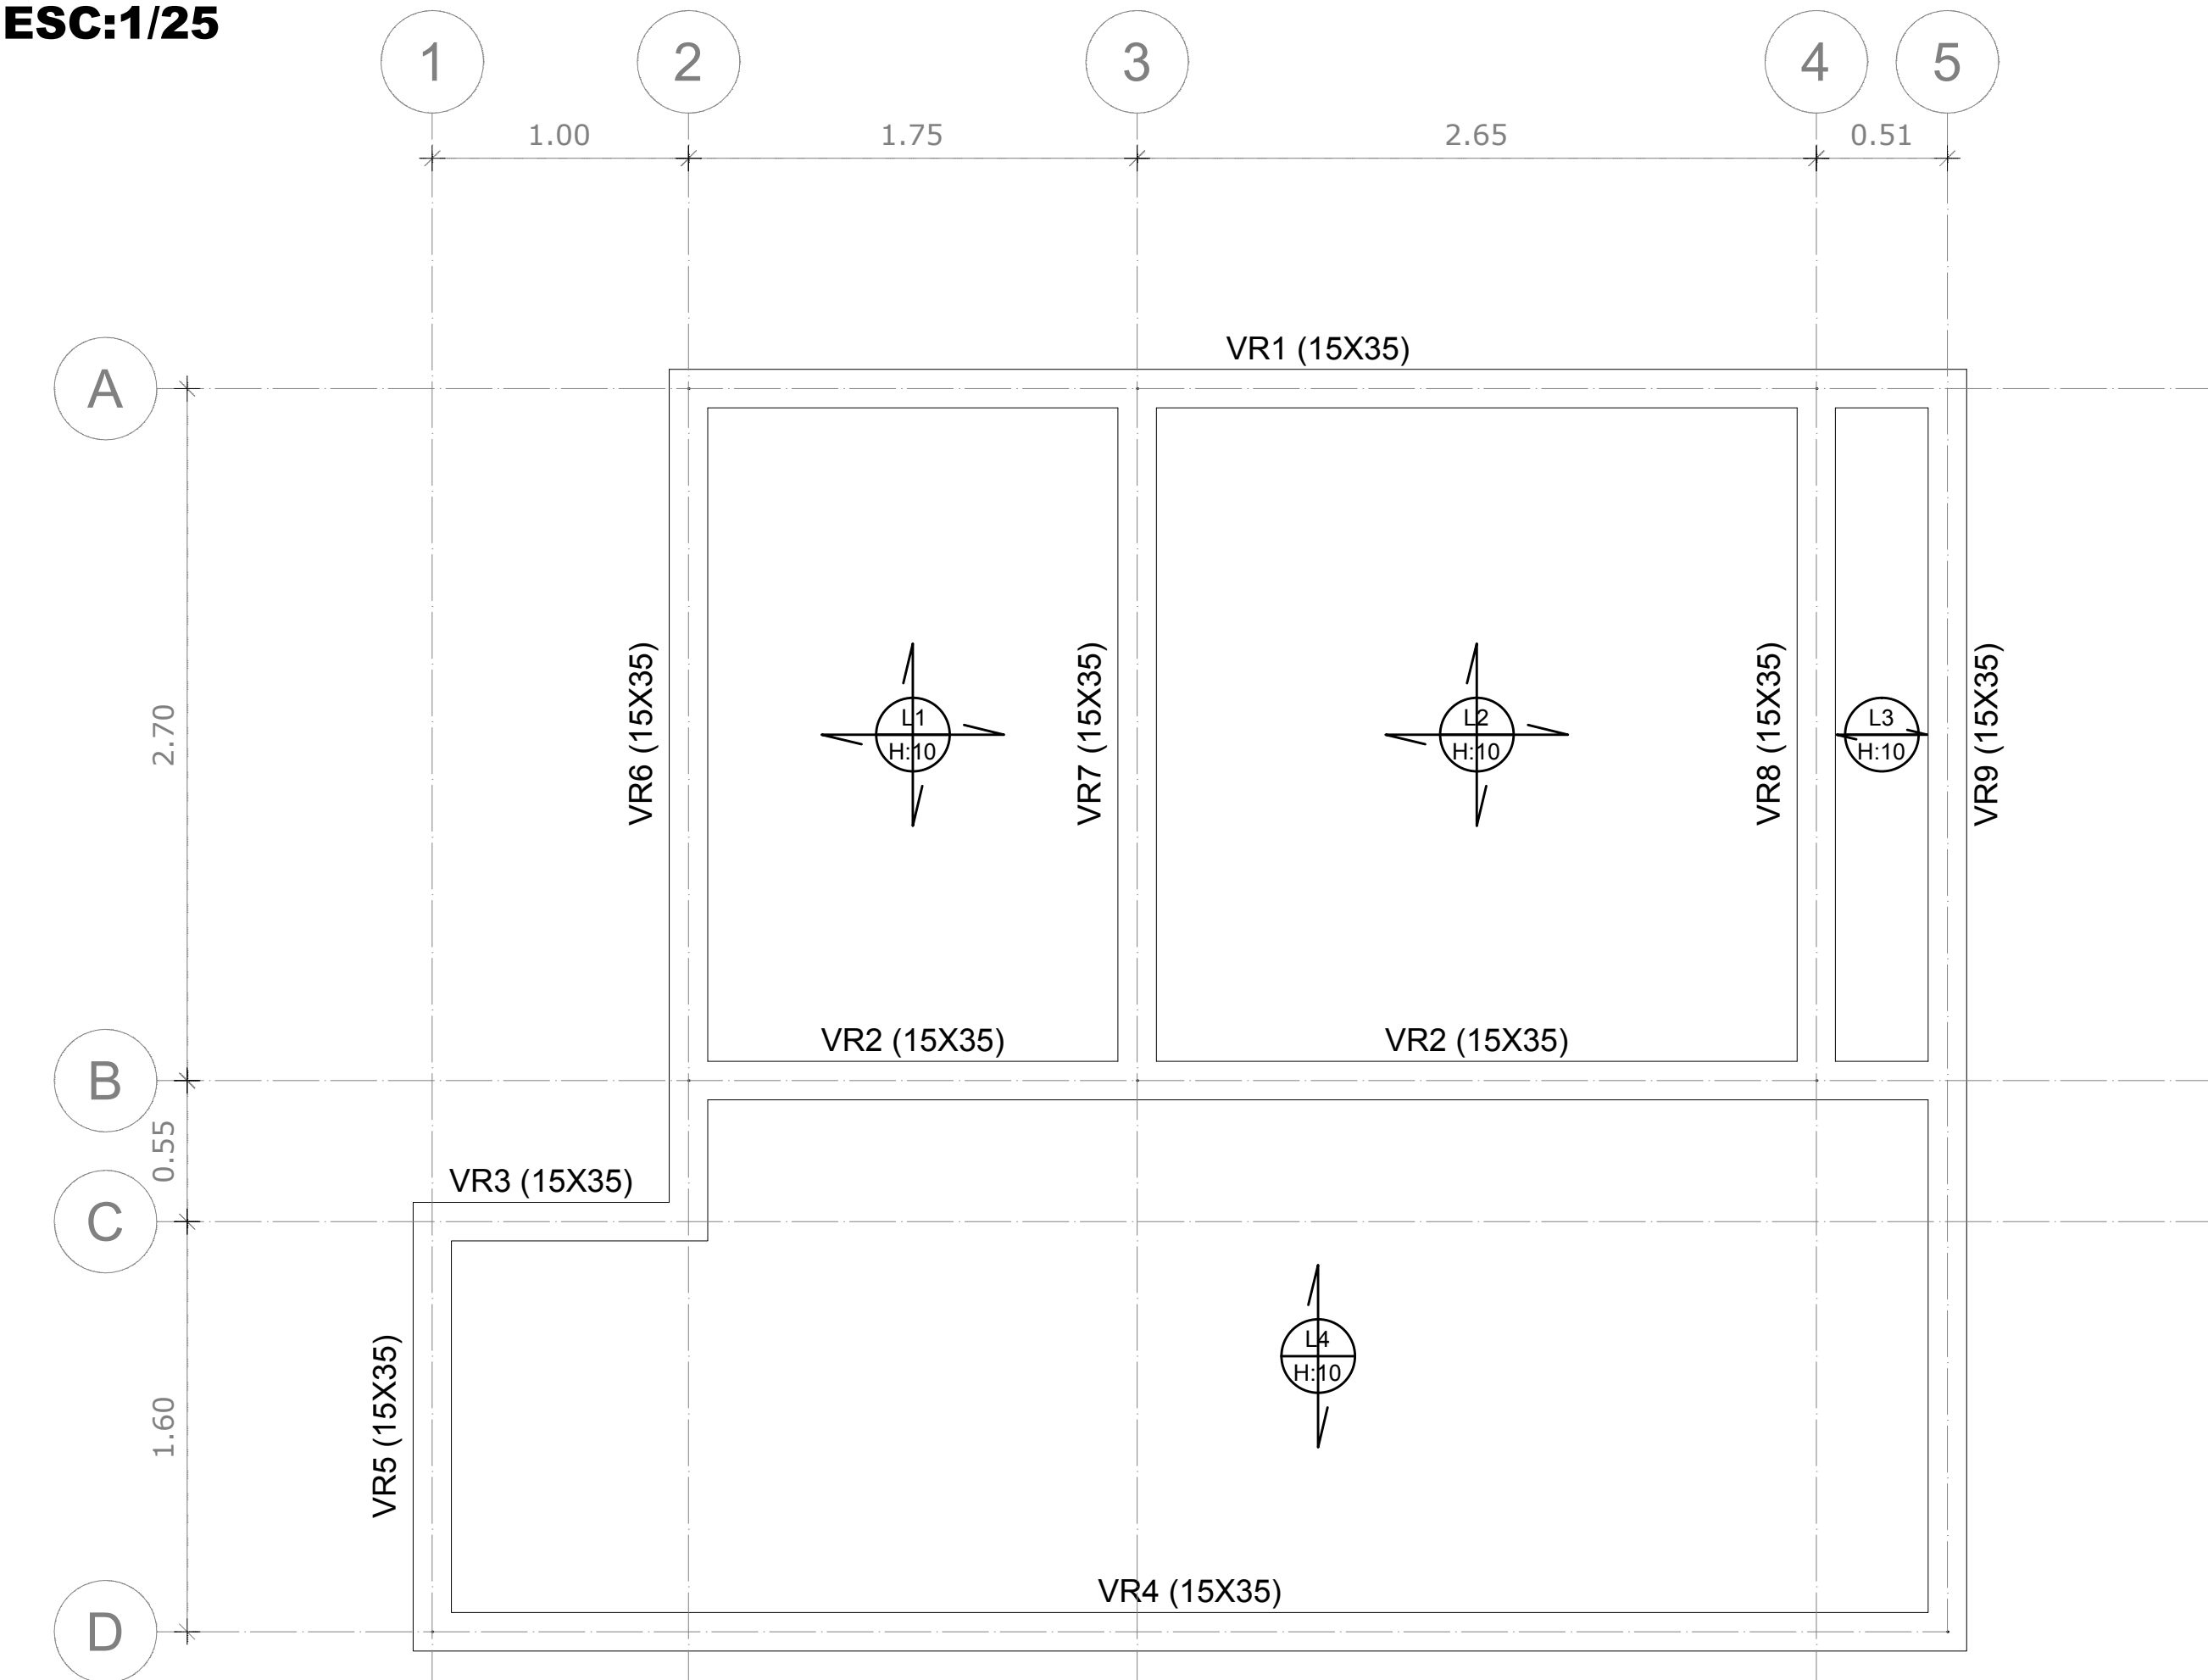 ESC:1/25
1
2
3
4
5
1.00
1.75
2.65
0.51
VR1 (15X35)
A
2.70
VR6 (15X35)
L1
H:10
VR7 (15X35)
L2
H:10
VR8 (15X35)
L3
H:10
VR9 (15X35)
VR2 (15X35)
VR2 (15X35)
B
0.55
VR3 (15X35)
C
1.60
VR5 (15X35)
L4
H:10
VR4 (15X35)
D